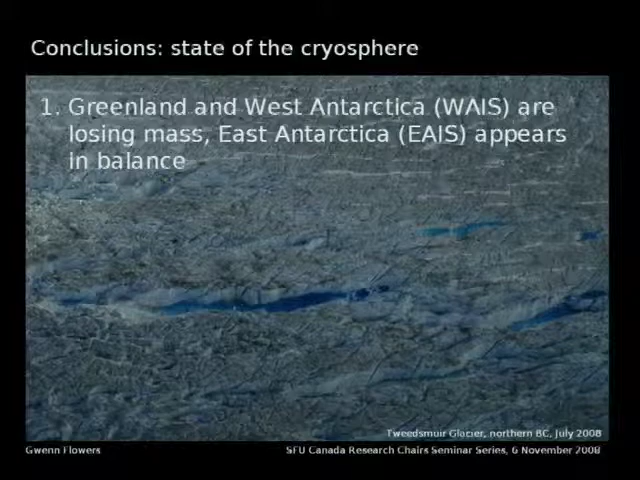 Conclusions: state of the cryosphere
1. Greenland and West Antarctica (WAIS) are
losing mass, East Antarctica (EAIS) appears
in balance
Tweedsmuir Glacier, northern BC, July 2008
Gwenn Flowers
SFU Canada Research Chairs Seminar Series, 6 November 2008